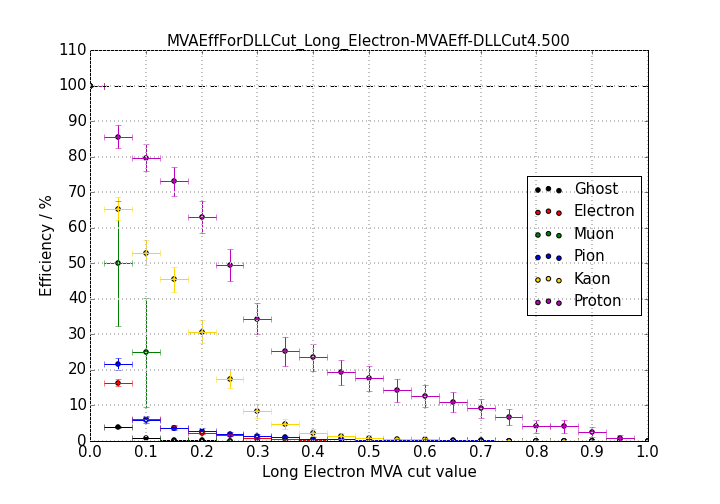 MVAEffForDLLCut_Long_Electron-MVAEff-DLLCut4.500
110
100
90
80
70
60
50
40
30
20
10
0
Efficiency / %
Ghost
Electron
Muon
Pion
Kaon
Proton
0.0 0.1 0.2 0.3 0.4 0.5 0.6 0.7 0.8 0.9 1.0
Long Electron MVA cut value